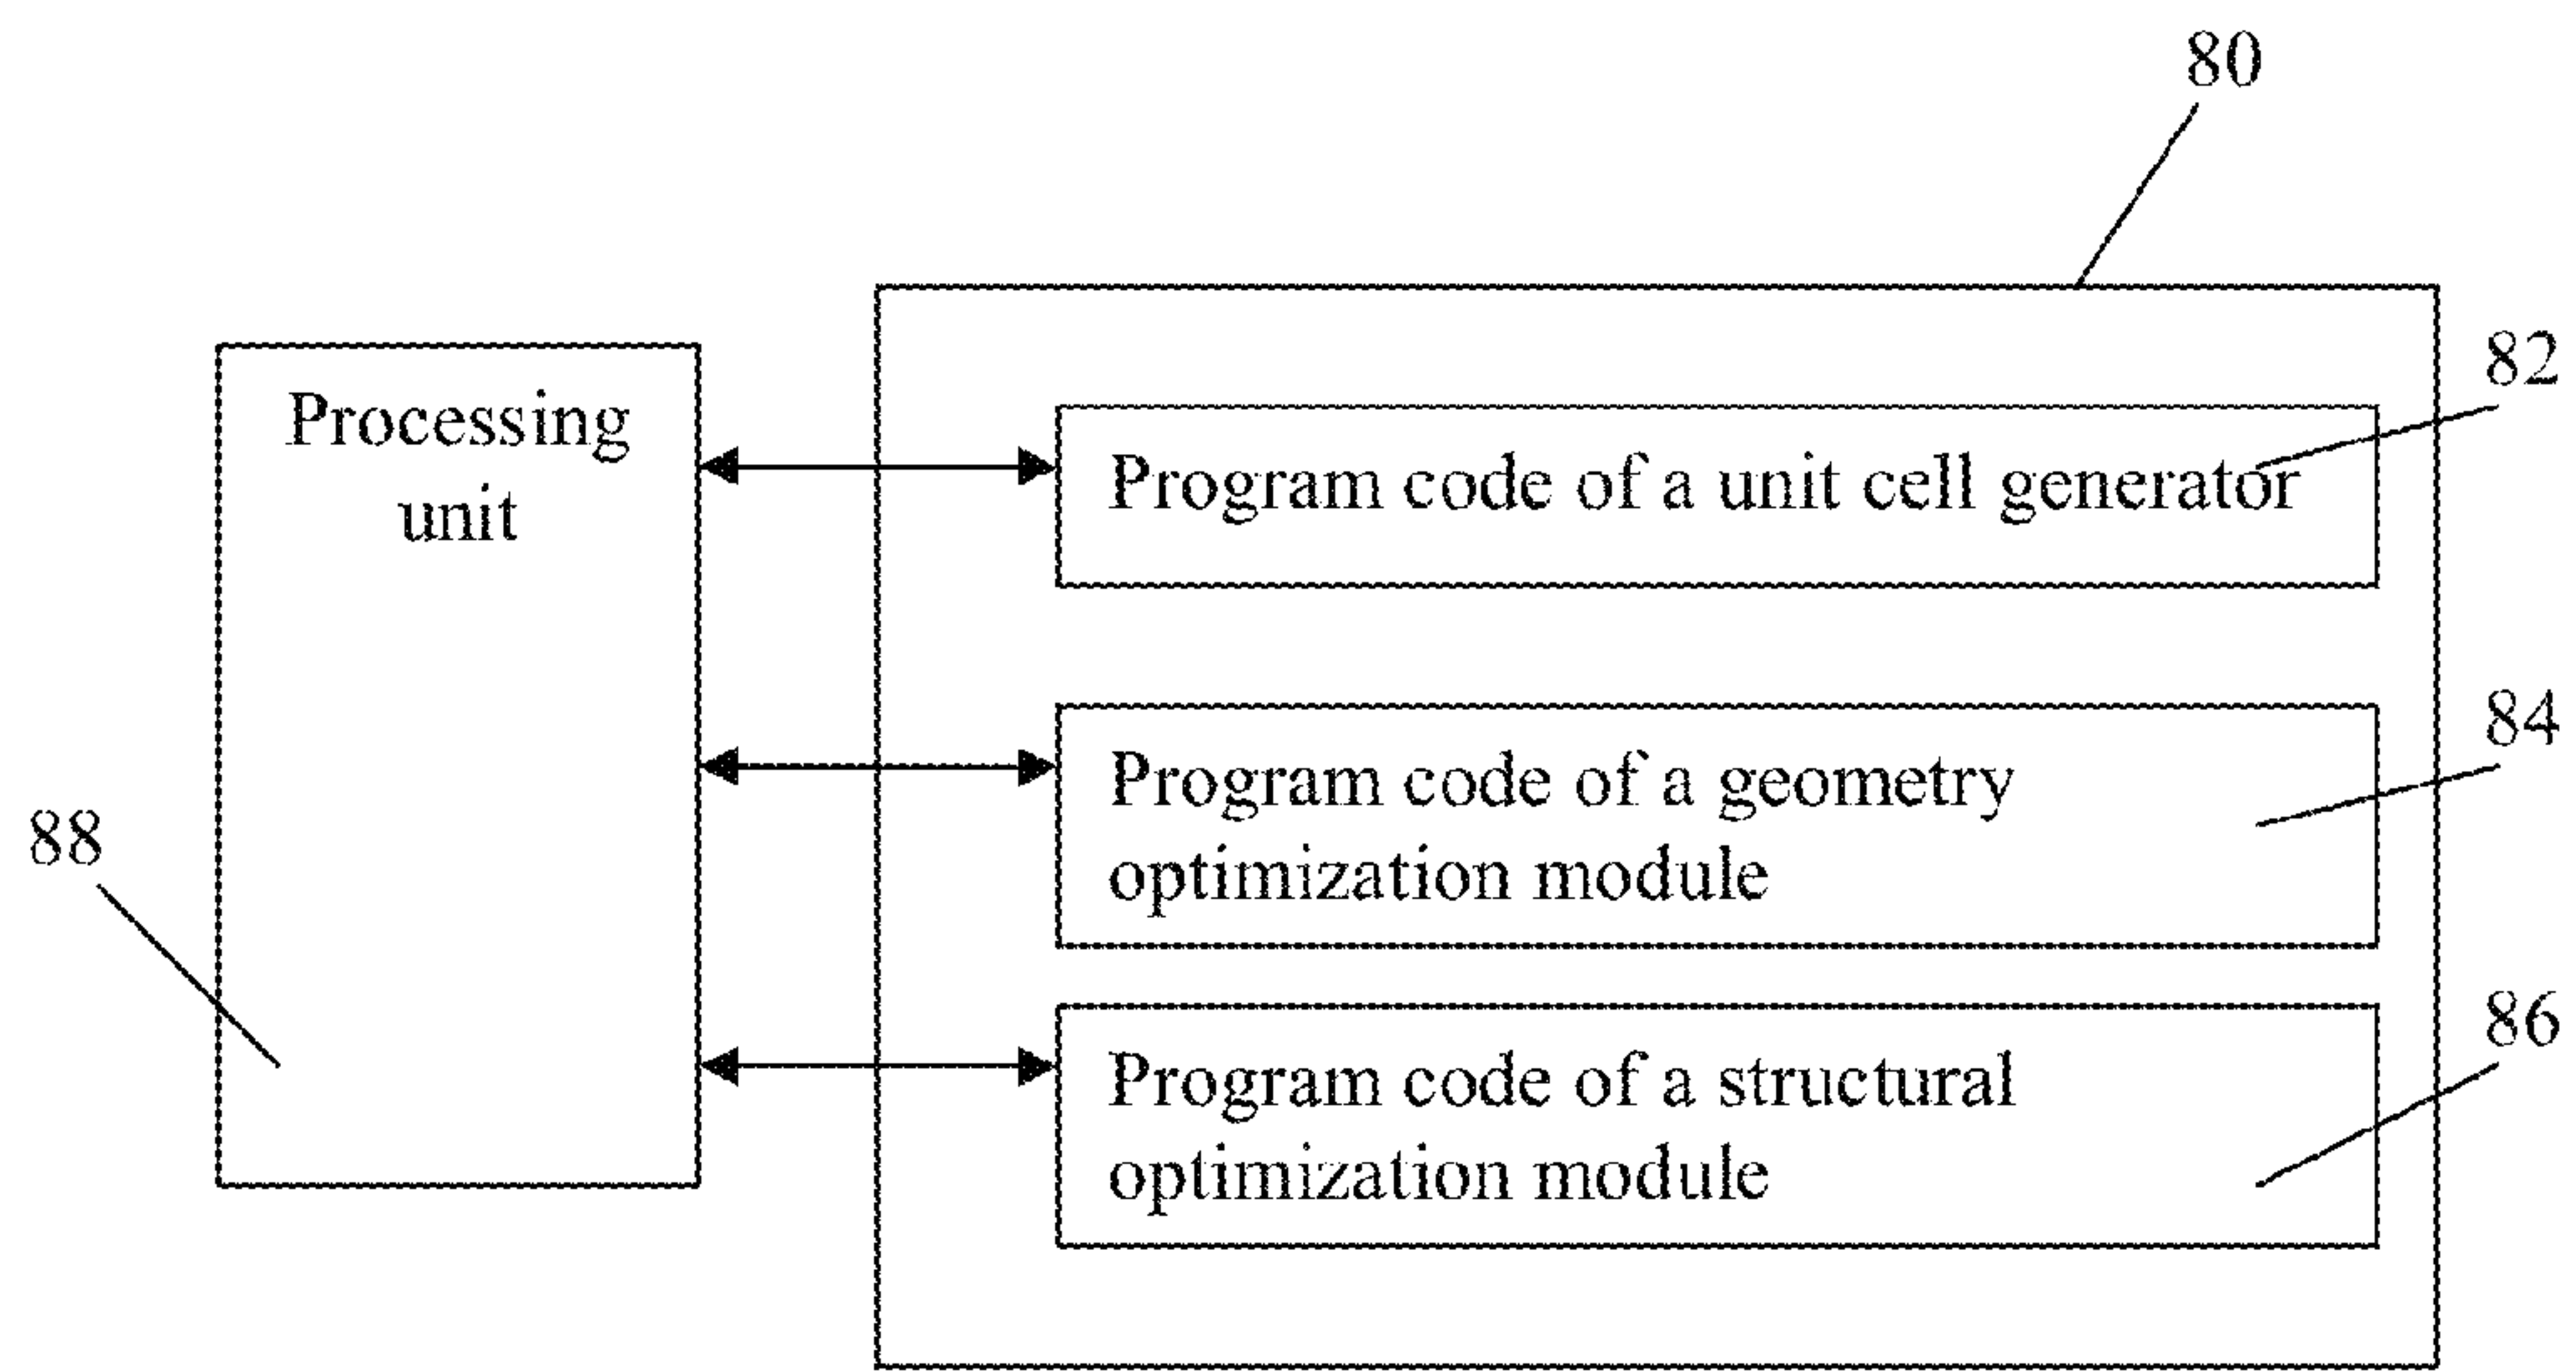 80
82
Processing
unit
Program code of a unit cell generator
84
Program code of a geometry
optimization module
88
86
Program code of a structural
optimization module